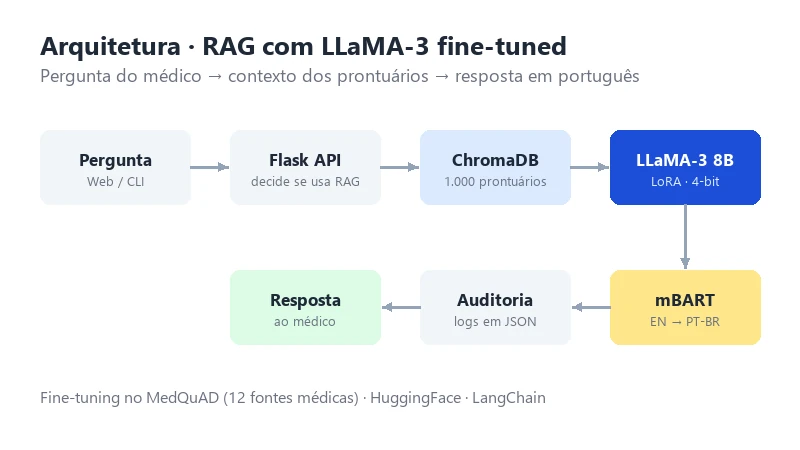 Arquitetura · RAG com LLaMA-3 fine-tuned
Pergunta do médico → contexto dos prontuários → resposta em português
Pergunta
Web / CLI
Flask API
decide se usa RAG
ChromaDB
1.000 prontuários
LLaMA-3 8B
LoRA · 4-bit
Resposta
ao médico
Auditoria
logs em JSON
mBART
EN → PT-BR
Fine-tuning no MedQuAD (12 fontes médicas) · HuggingFace · LangChain